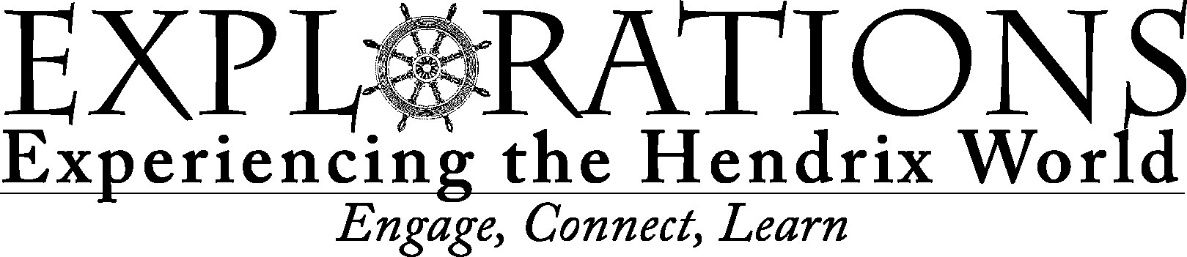 EXPLORATIONS
Experiencing the Hendrix World
Engage, Connect, Learn